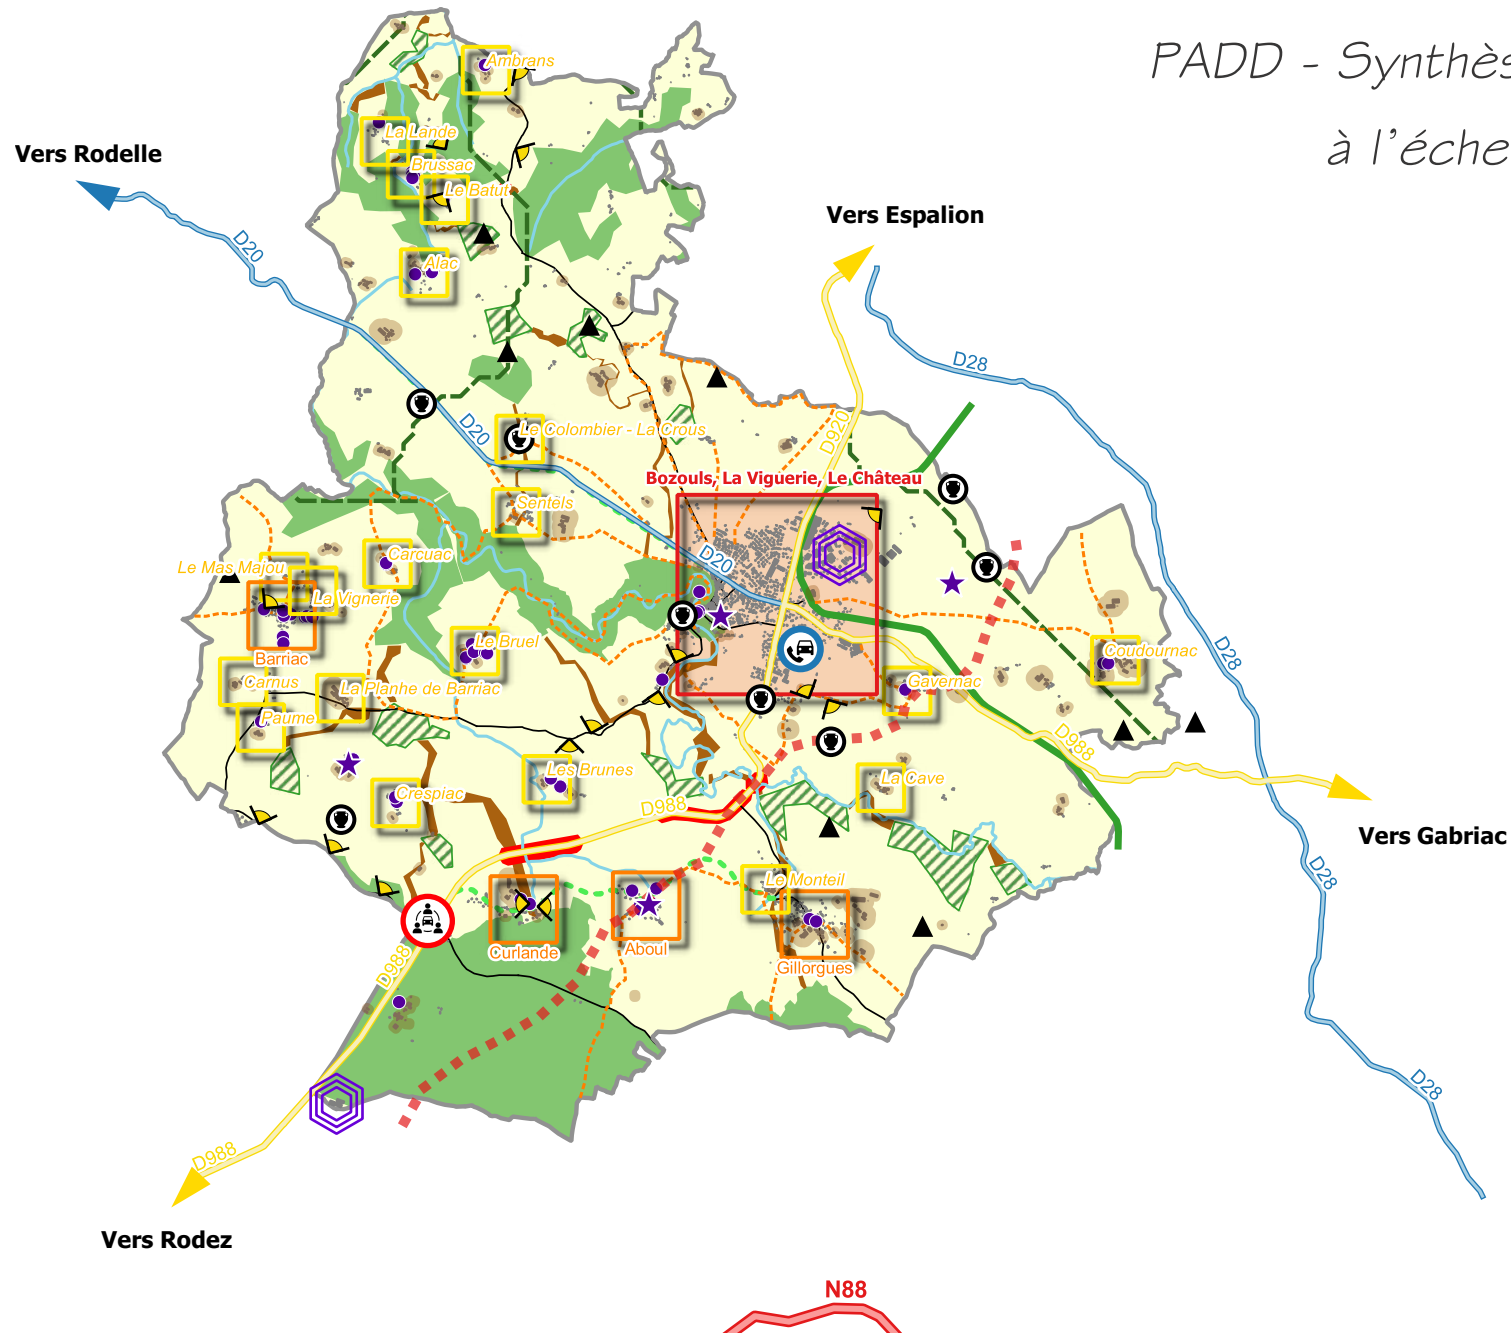 PADD - Synthès
à l'éche
Ambrans
La Lande
Vers Rodelle
Brussac
Le Batut
Vers Espalion
D20
Alac
D28
D20
Le Colombier - La Crous
D920
Bozouls, La Viguerie, Le Château
Sentels
D20
Carcuac
Le Mas Majou
La Vignerie
Le Bruel
Coudournac
D28
Barriac
Carnus
La Planhe de Barriac
Gavernac
Paume
D988
Les Brunes
La Cave
Crespiac
D988
Vers Gabriac
D28
Le Monteil
Curlande
Aboul
Gillorgues
D988
D28
D988
Vers Rodez
N88